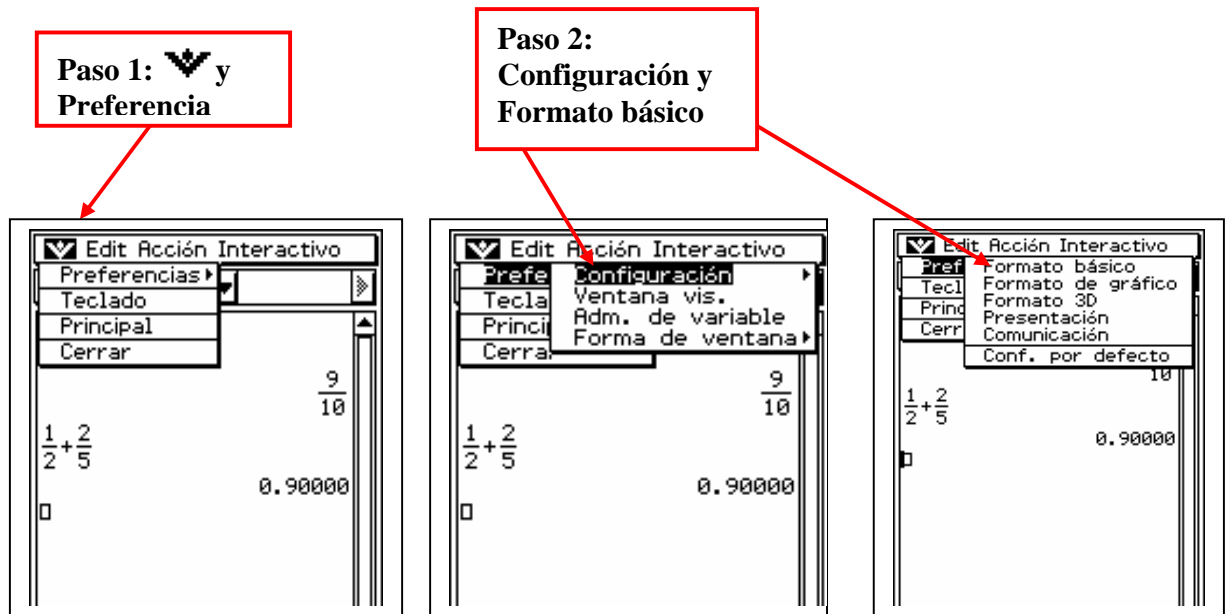 Paso 1: y
Preferencia
Paso 2:
Configuración y
Formato básico
Edit Acción Interactivo
Preferencias
Teclado
Principal
Cerrar
9
10
1 2
-+-
2 5
0.90000
Edit Acción Interactivo
Prefe Configuración
Tecla Ventana vis.
Princi Adm. de variable
Cerrar Forma de ventana
9
10
1 2
-+-
2 5
0.90000
Edit Acción Interactivo
Pref Formato básico
Tecl Formato de gráfico
Princ Formato 3D
Cerr Presentación
Comunicación
Conf. por defecto
10
1 2
-+-
2 5
0.90000